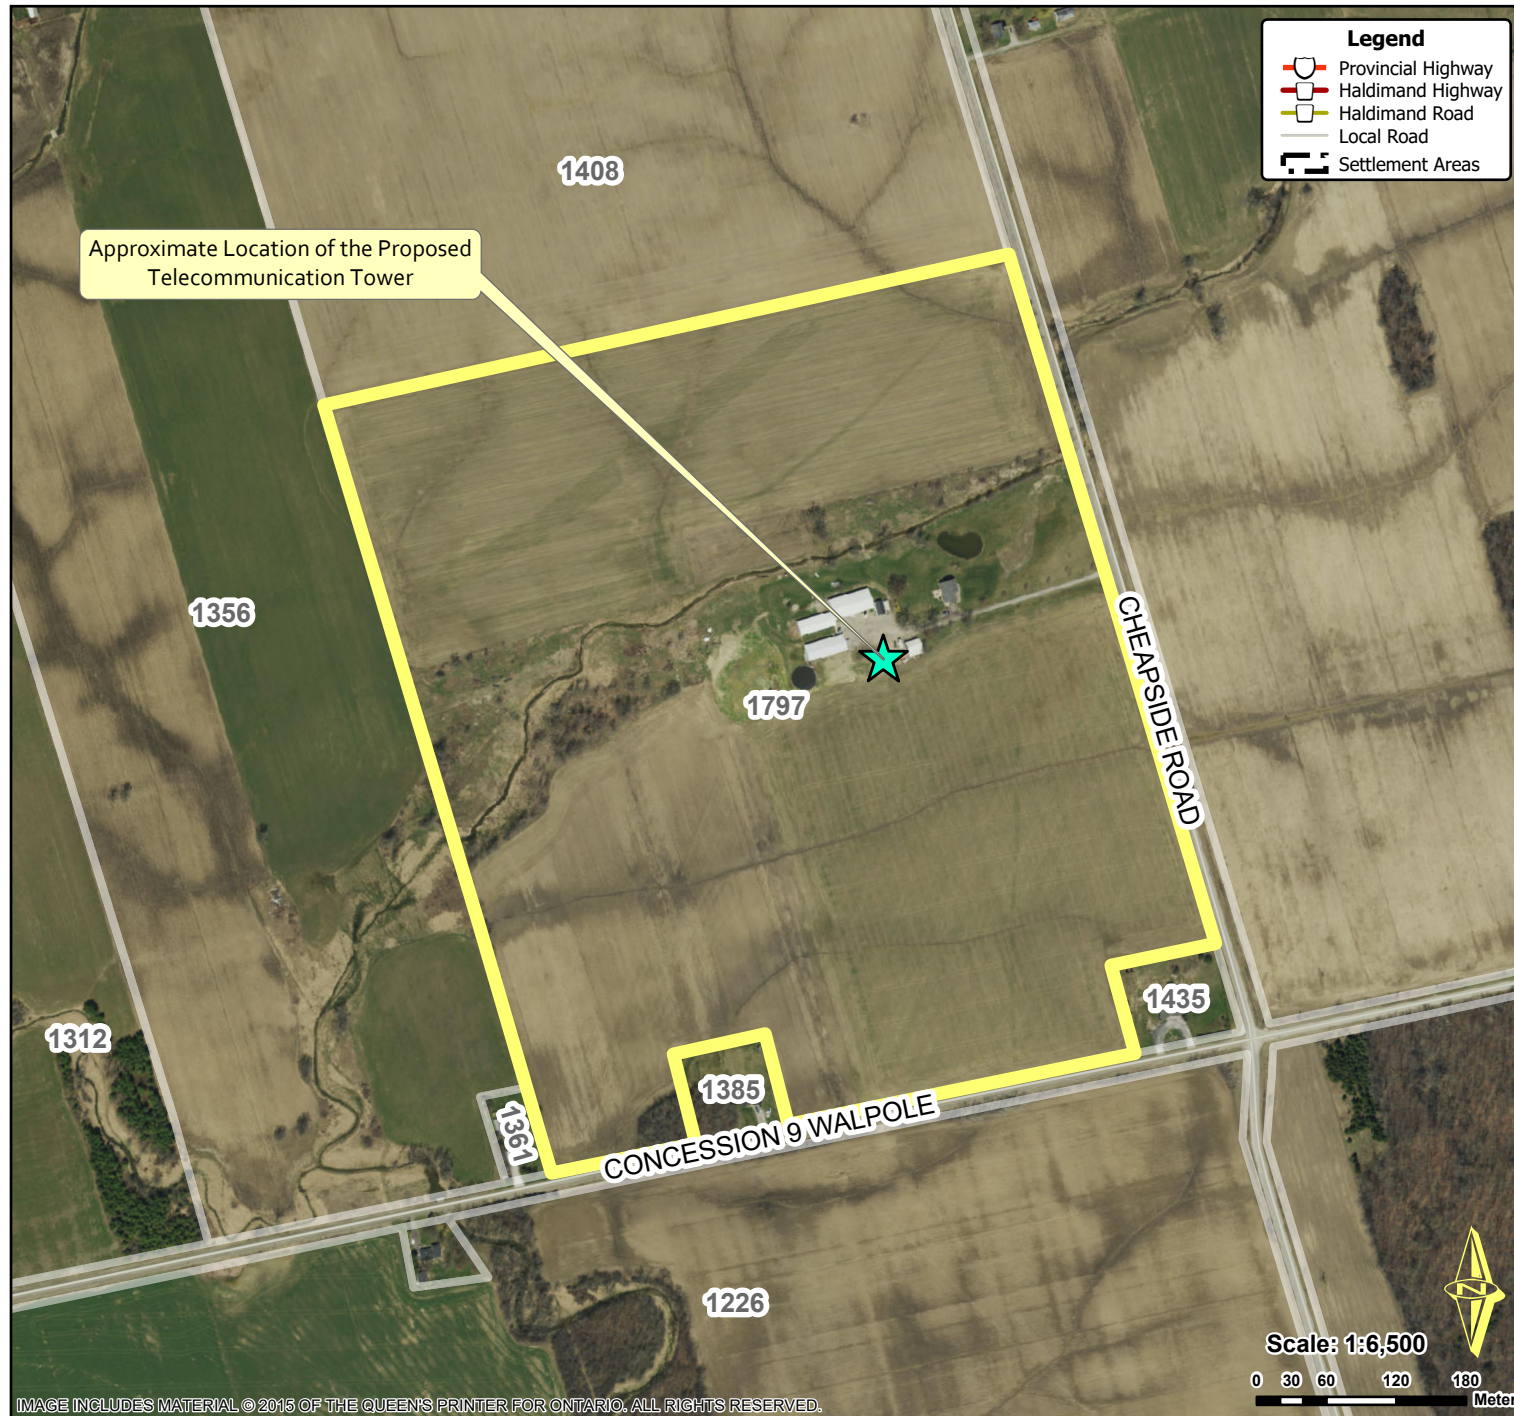 Legend
Provincial Highway
Haldimand Highway
Haldimand Road
Local Road
Settlement Areas
1408
Approximate Location of the Proposed
Telecommunication Tower
1356
CHEAPSIDE ROAD
1797
1435
1312
1385
1361
CONCESSION 9 WALPOLE
1226
N
Scale: 1:6,500
0 30 60 120 180
Meter
IMAGE INCLUDES MATERIAL © 2015 OF THE QUEEN'S PRINTER FOR ONTARIO. ALL RIGHTS RESERVED.